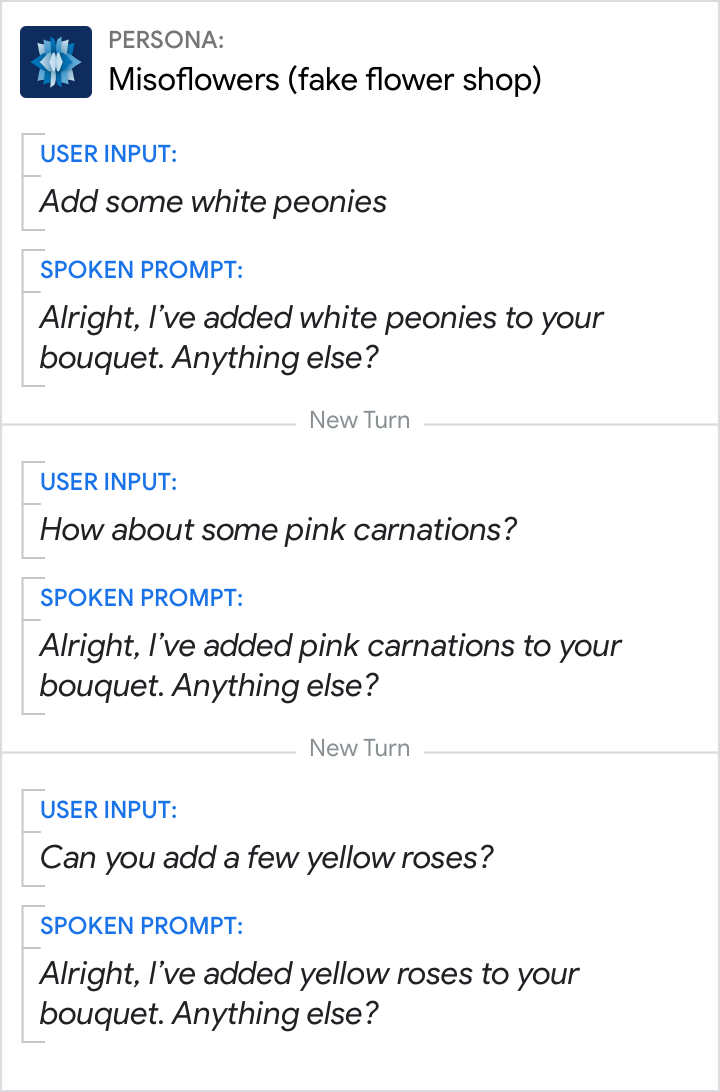 PERSONA:
Misoflowers (fake flower shop)
USER INPUT:
Add some white peonies
SPOKEN PROMPT:
Alright, I’ve added white peonies to your
bouquet. Anything else?
New Turn
USER INPUT:
How about some pink carnations?
SPOKEN PROMPT:
Alright, I’ve added pink carnations to your
bouquet. Anything else?
New Turn
USER INPUT:
Can you add a few yellow roses?
SPOKEN PROMPT:
Alright, I’ve added yellow roses to your
bouquet. Anything else?